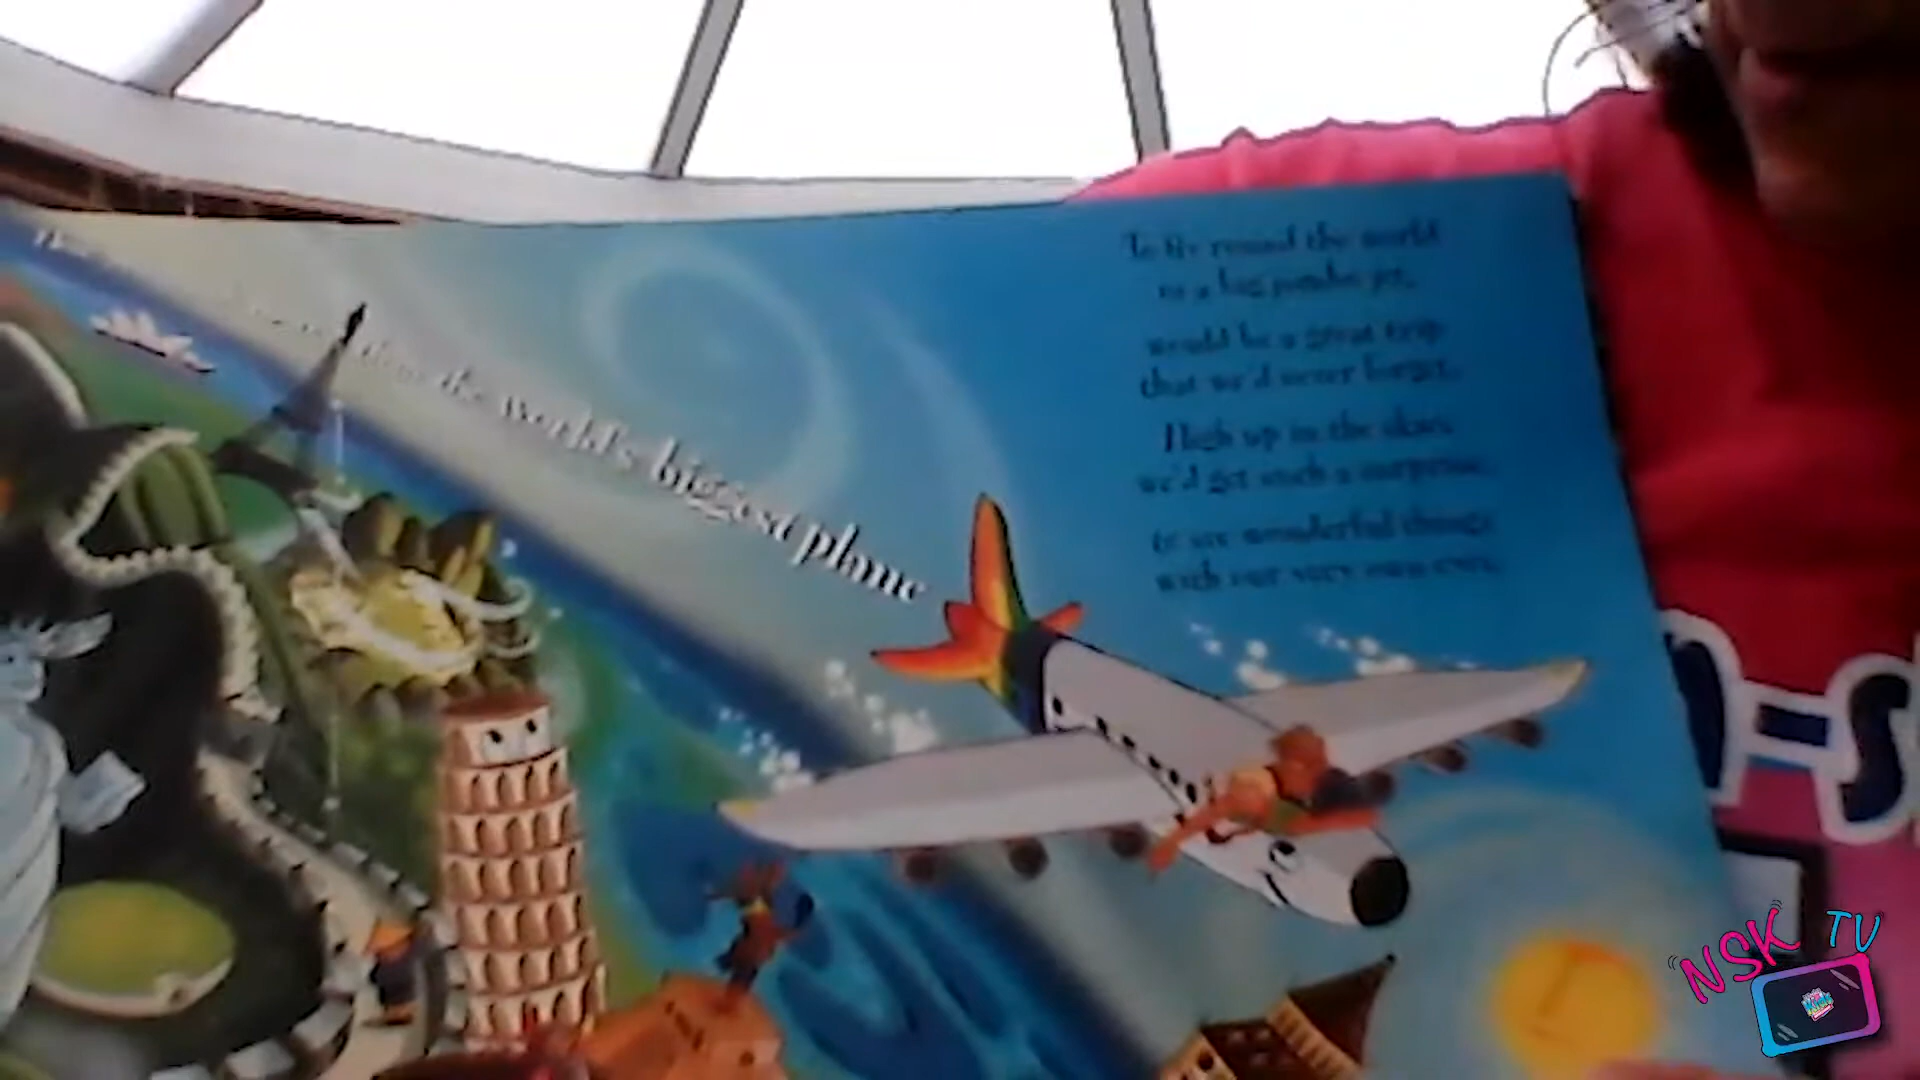 the world's biggest plane
To fly round the world
in a big jumbo jet,
would be a great trip
that we'd never forget.
High up in the skies
we'd get such a surprise,
to see wonderful things
with our very own eyes.
NSK TV